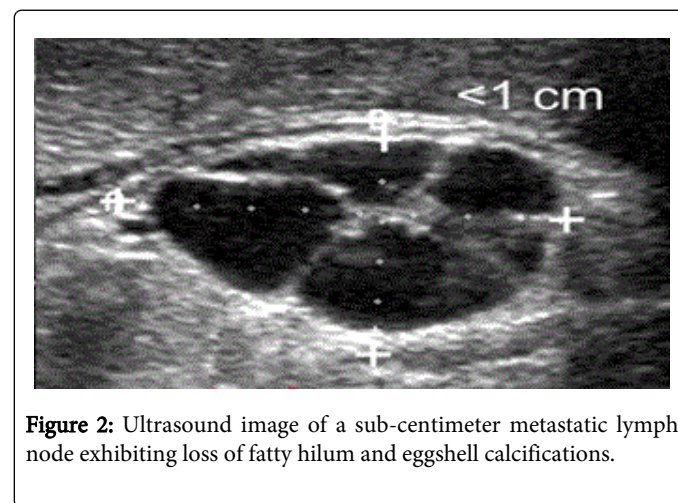 <1 cm
Figure 2: Ultrasound image of a sub-centimeter metastatic lymph
node exhibiting loss of fatty hilum and eggshell calcifications.